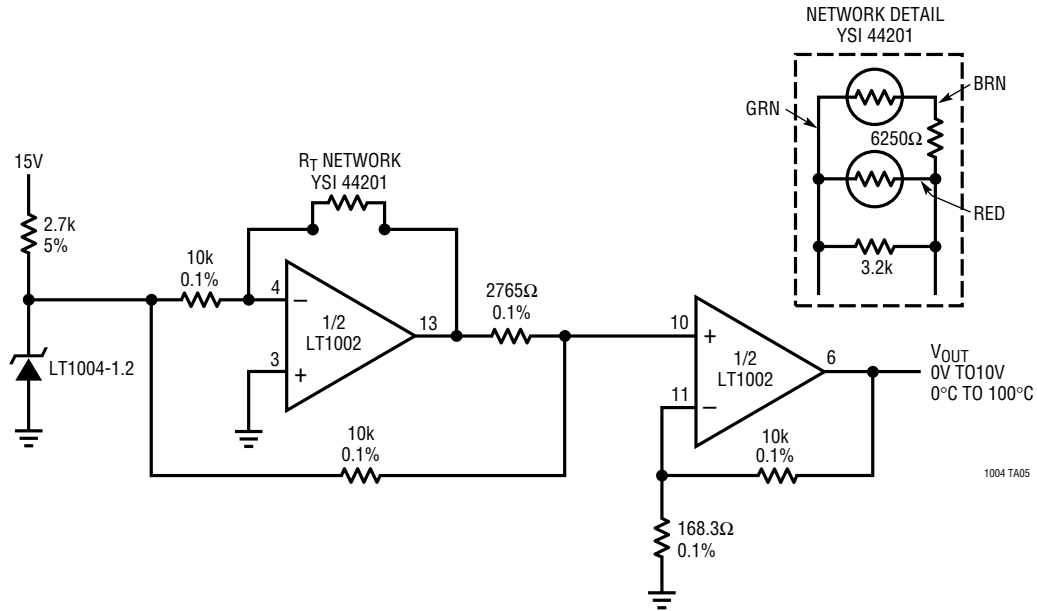 NETWORK DETAIL
YSI 44201
BRN
GRN
6250Ω
RED
3.2k
15V
2.7k
5%
RT NETWORK
YSI 44201
10k
0.1%
4
–
1/2
LT1002
3
+
13
2765Ω
0.1%
LT1004-1.2
10k
0.1%
10
+
1/2
LT1002
11
–
6
VOUT
0V TO10V
0°C TO 100°C
10k
0.1%
168.3Ω
0.1%
1004 TA05